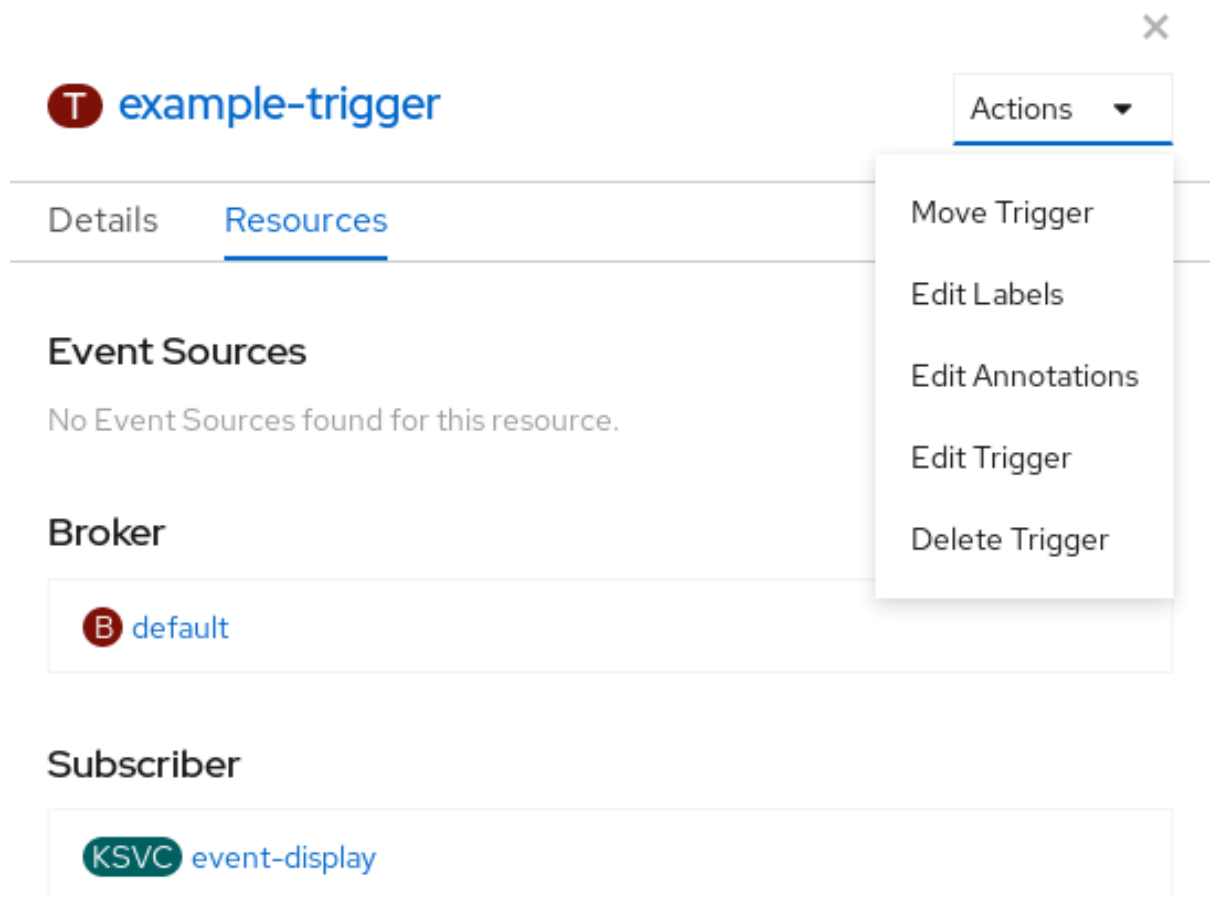 T example-trigger
Actions
Move Trigger
Edit Labels
Edit Annotations
Edit Trigger
Delete Trigger
Details Resources
Event Sources
No Event Sources found for this resource.
Broker
B default
Subscriber
KSVC event-display